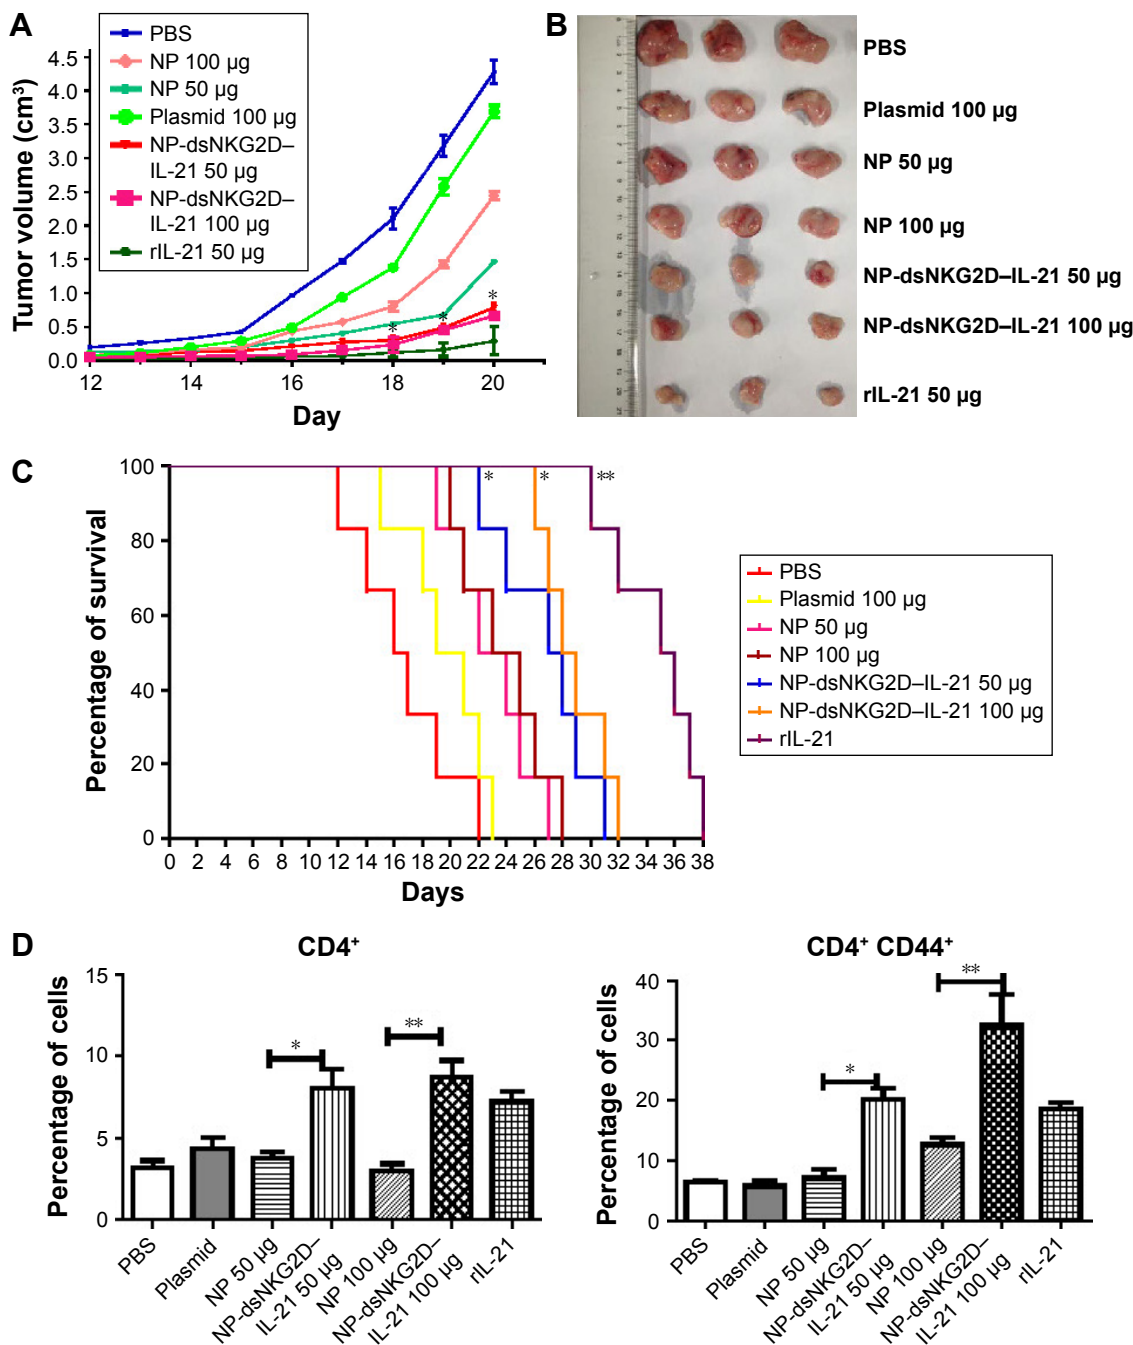 A
PBS
NP 100 µg
NP 50 µg
Plasmid 100 µg
NP-dsNKG2D–
IL-21 50 µg
NP-dsNKG2D–
IL-21 100 µg
rIL-21 50 µg
Tumor volume (cm³)
4.5
4.0
3.5
3.0
2.5
2.0
1.5
1.0
0.5
0.0
* * *
12 14 16 18 20
Day
B
PBS
Plasmid 100 µg
NP 50 µg
NP 100 µg
NP-dsNKG2D–IL-21 50 µg
NP-dsNKG2D–IL-21 100 µg
rIL-21 50 µg
C
Percentage of survival
100
80
60
40
20
0
* * **
0 2 4 6 8 10 12 14 16 18 20 22 24 26 28 30 32 34 36 38
Days
PBS
Plasmid 100 µg
NP 50 µg
NP 100 µg
NP-dsNKG2D–IL-21 50 µg
NP-dsNKG2D–IL-21 100 µg
rIL-21
D
CD4⁺
Percentage of cells
15
10
5
0
* **
PBS
Plasmid
NP 50 µg
NP-dsNKG2D–
IL-21 50 µg
NP 100 µg
NP-dsNKG2D–
IL-21 100 µg
rIL-21
CD4⁺ CD44⁺
Percentage of cells
40
30
20
10
0
* **
PBS
Plasmid
NP 50 µg
NP-dsNKG2D–
IL-21 50 µg
NP 100 µg
NP-dsNKG2D–
IL-21 100 µg
rIL-21